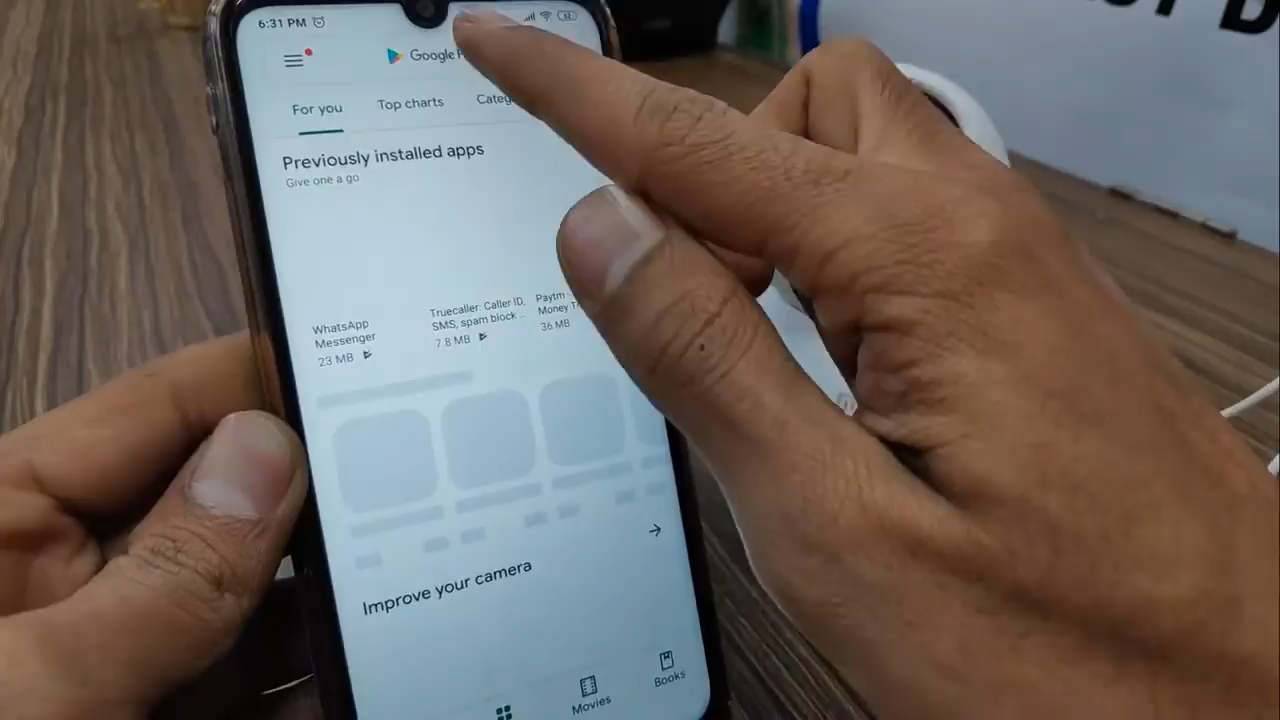 6:31 PM
Google
For you Top charts
Previously installed apps
Give one a go
WhatsApp Messenger
23 MB
Truecaller: Caller ID, SMS, spam block ...
7.8 MB
Paytm
Money
36 MB
Improve your camera
Movies
Books